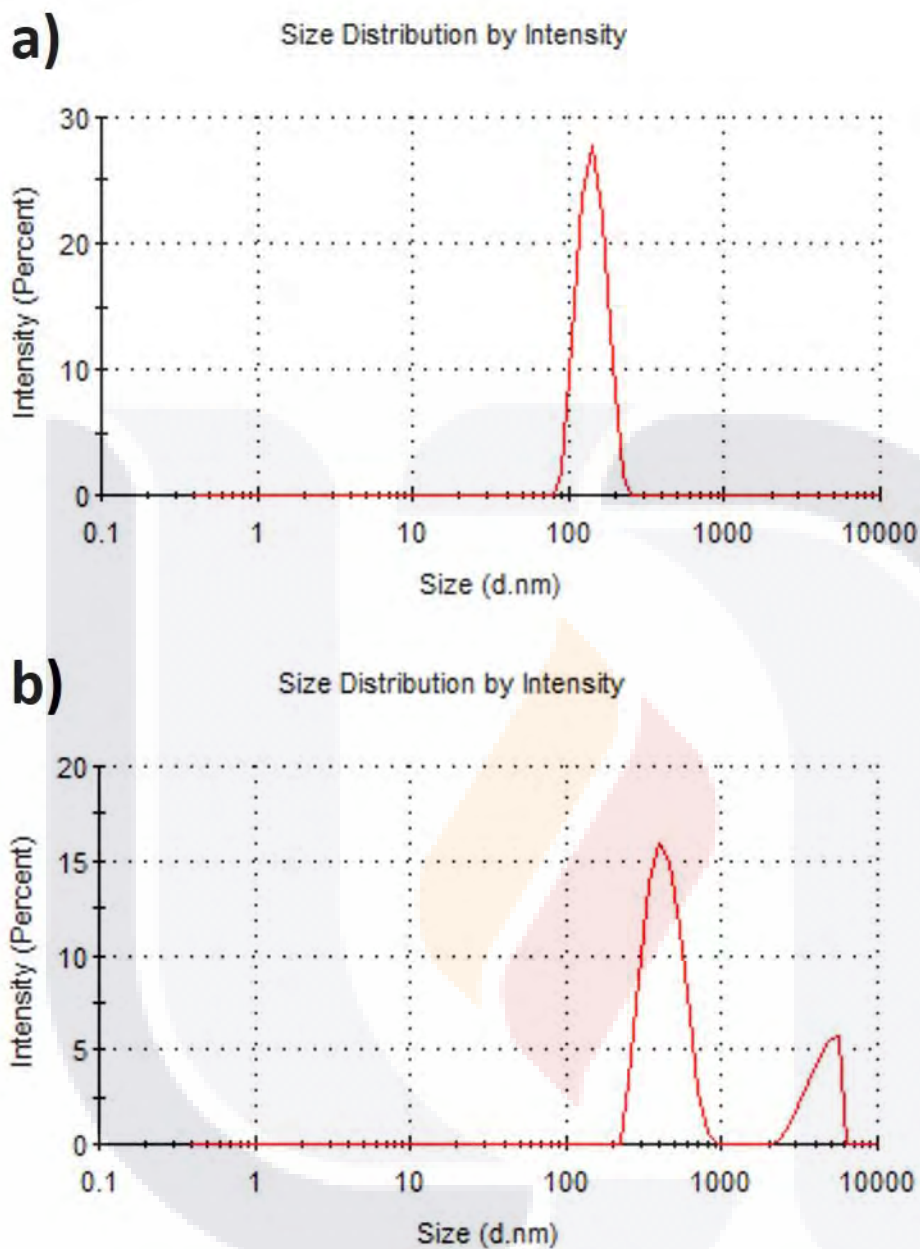 a)
Size Distribution by Intensity
30
20
10
0
Intensity (Percent)
0.1 1 10 100 1000 10000
Size (d.nm)
b)
Size Distribution by Intensity
20
15
10
5
0
Intensity (Percent)
0.1 1 10 100 1000 10000
Size (d.nm)